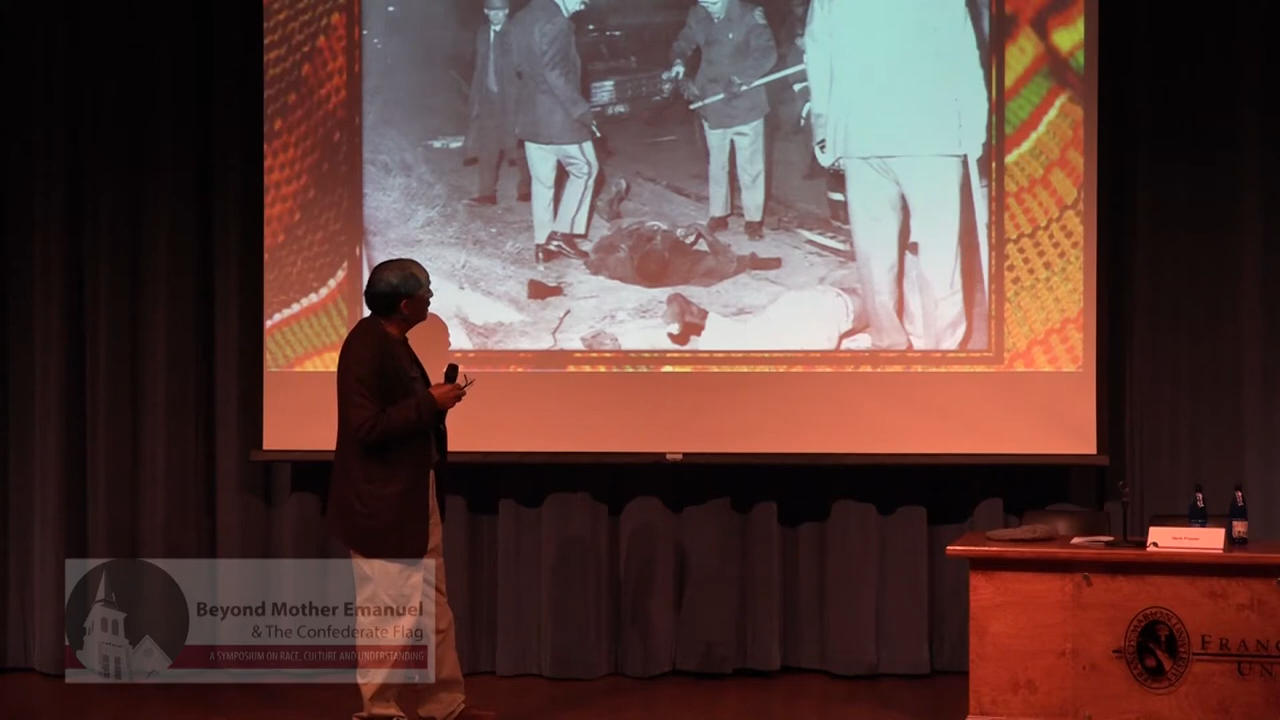 Beyond Mother Emanuel
& The Confederate Flag
A SYMPOSIUM ON RACE, CULTURE AND UNDERSTANDING
FRANC
UN